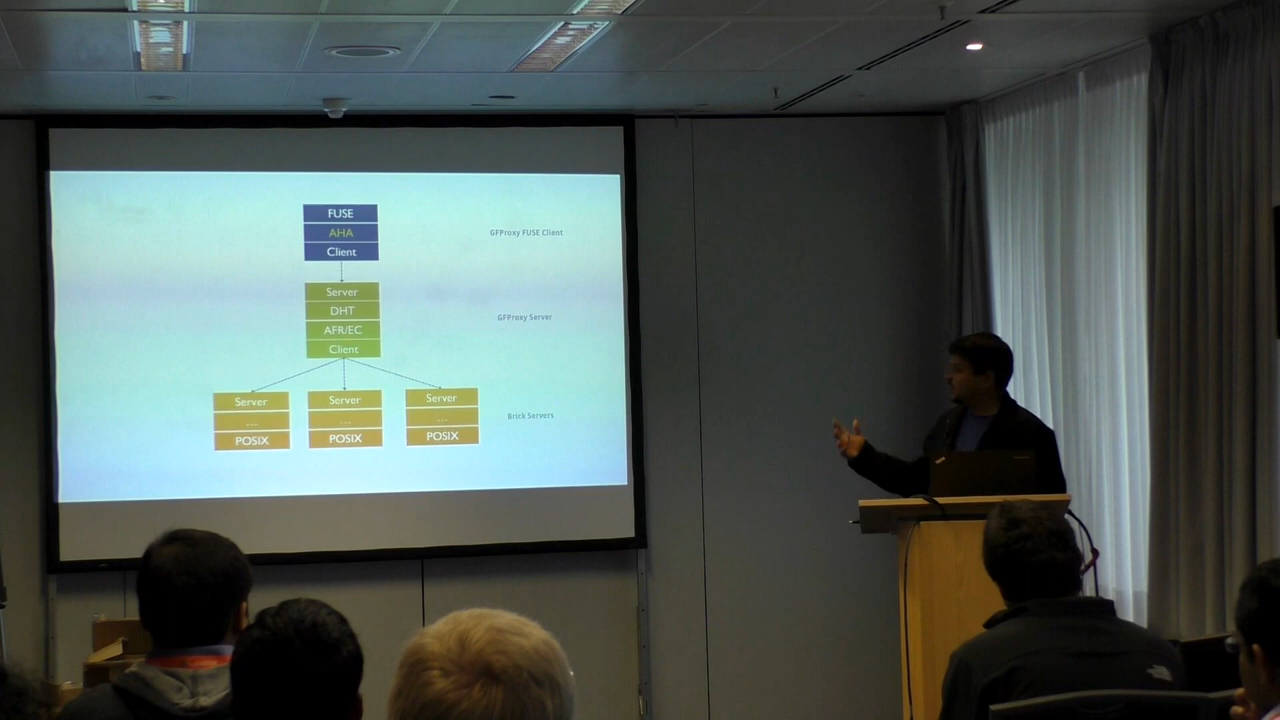 FUSE
AHA
Client
GFProxy FUSE Client
Server
DHT
AFR/EC
Client
GFProxy Server
Server Server Server
... ... ...
POSIX POSIX POSIX
Brick Servers